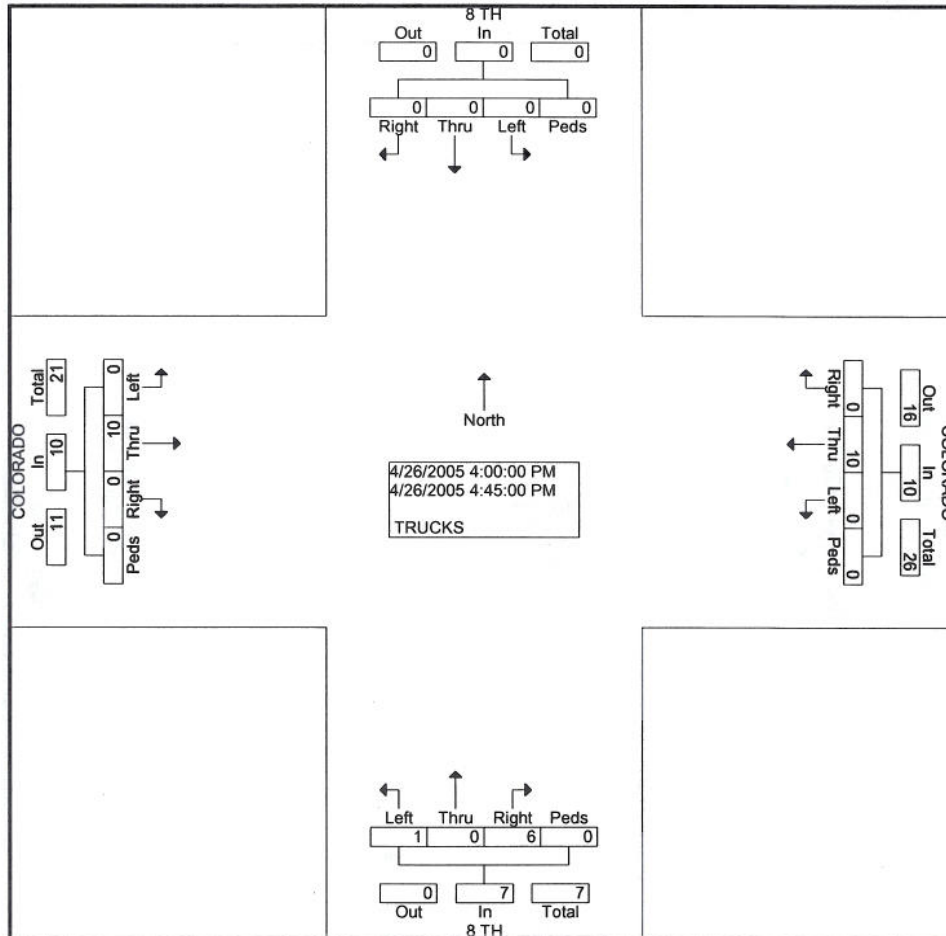 8 TH
Out In Total
0 0 0
0 0 0 0
Right Thru Left Peds
COLORADO
Total In Out
21 10 11
0 10 0 0
Left Thru Right Peds
North
4/26/2005 4:00:00 PM
4/26/2005 4:45:00 PM
TRUCKS
Right Thru Left Peds
0 10 0 0
Out In Total
16 10 26
COLORADO
Left Thru Right Peds
1 0 6 0
0 7 7
Out In Total
8 TH